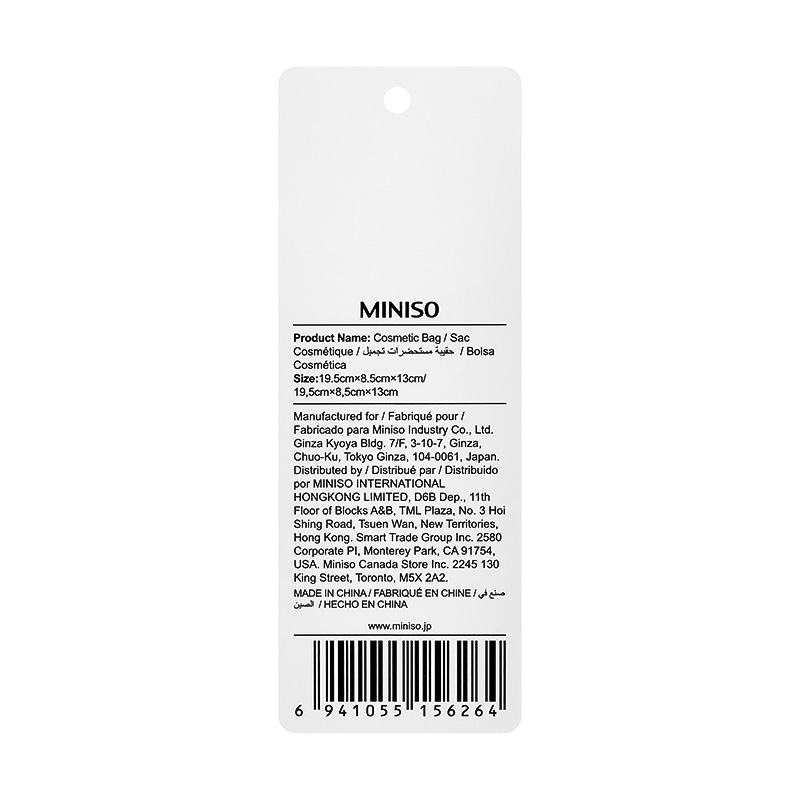 MINISO
Product Name: Cosmetic Bag / Sac
Cosmétique / حقيبة مستحضرات تجميل / Bolsa
Cosmética
Size:19.5cm×8.5cm×13cm/
19,5cm×8,5cm×13cm
Manufactured for / Fabriqué pour /
Fabricado para Miniso Industry Co., Ltd.
Ginza Kyoya Bldg. 7/F, 3-10-7, Ginza,
Chuo-Ku, Tokyo Ginza, 104-0061, Japan.
Distributed by / Distribué par / Distribuido
por MINISO INTERNATIONAL
HONGKONG LIMITED, D6B Dep., 11th
Floor of Blocks A&B, TML Plaza, No. 3 Hoi
Shing Road, Tsuen Wan, New Territories,
Hong Kong. Smart Trade Group Inc. 2580
Corporate Pl, Monterey Park, CA 91754,
USA. Miniso Canada Store Inc. 2245 130
King Street, Toronto, M5X 2A2.
MADE IN CHINA / FABRIQUÉ EN CHINE / صنع في
الصين / HECHO EN CHINA
www.miniso.jp
6 941055 156264